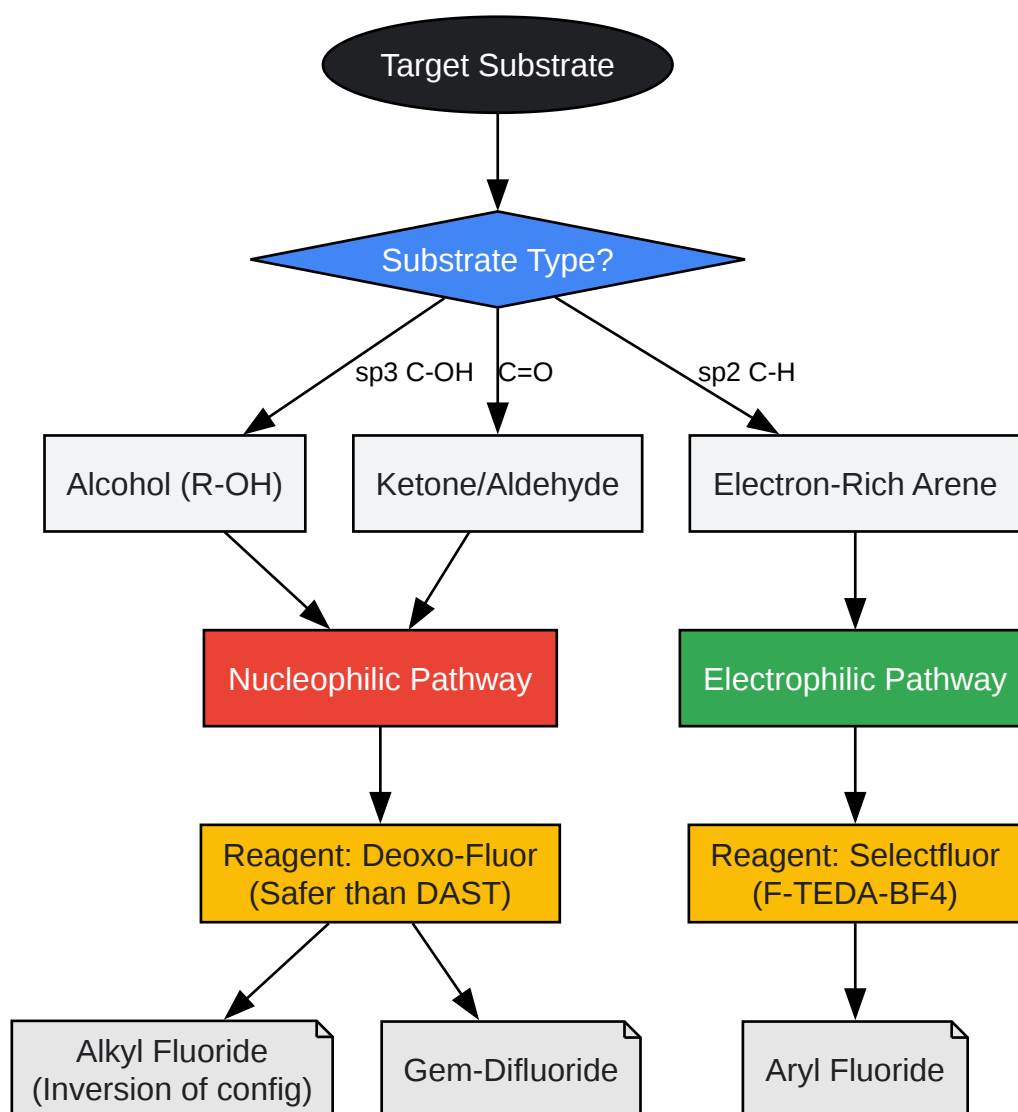 Target Substrate
Substrate Type?
sp3 C-OH
C=O
sp2 C-H
Alcohol (R-OH)
Ketone/Aldehyde
Electron-Rich Arene
Nucleophilic Pathway
Electrophilic Pathway
Reagent: Deoxo-Fluor
(Safer than DAST)
Reagent: Selectfluor
(F-TEDA-BF4)
Alkyl Fluoride
(Inversion of config)
Gem-Difluoride
Aryl Fluoride